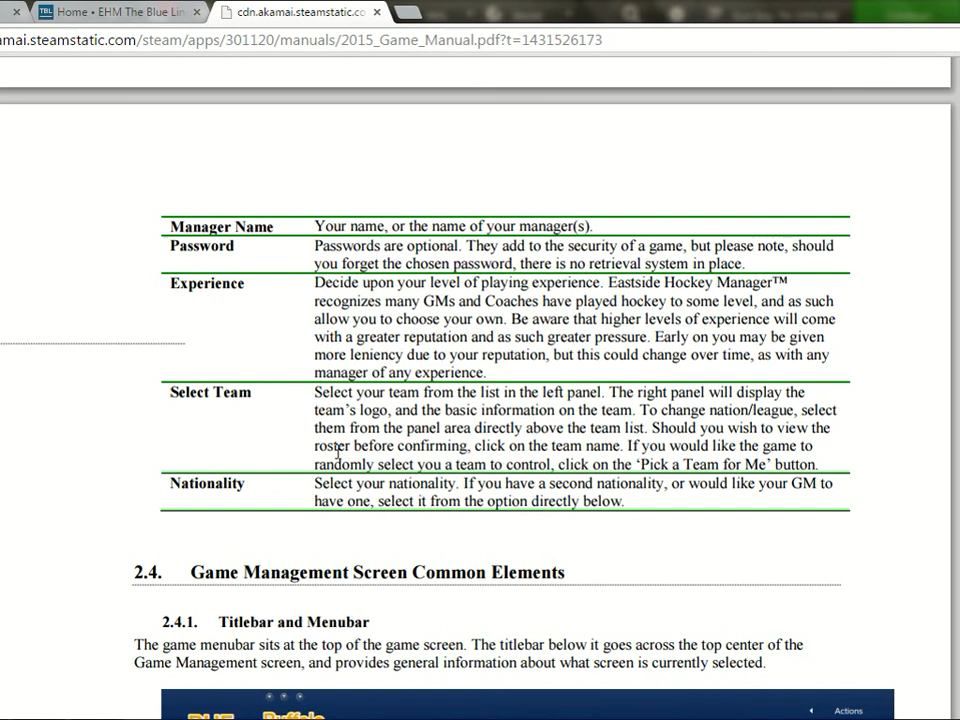 Home • EHM The Blue Lin
cdn.akamai.steamstatic.co
amai.steamstatic.com/steam/apps/301120/manuals/2015_Game_Manual.pdf?t=1431526173
Manager Name Your name, or the name of your manager(s).
Password Passwords are optional. They add to the security of a game, but please note, should
you forget the chosen password, there is no retrieval system in place.
Experience Decide upon your level of playing experience. Eastside Hockey Manager™
recognizes many GMs and Coaches have played hockey to some level, and as such
allow you to choose your own. Be aware that higher levels of experience will come
with a greater reputation and as such greater pressure. Early on you may be given
more leniency due to your reputation, but this could change over time, as with any
manager of any experience.
Select Team Select your team from the list in the left panel. The right panel will display the
team's logo, and the basic information on the team. To change nation/league, select
them from the panel area directly above the team list. Should you wish to view the
roster before confirming, click on the team name. If you would like the game to
randomly select you a team to control, click on the 'Pick a Team for Me' button.
Nationality Select your nationality. If you have a second nationality, or would like your GM to
have one, select it from the option directly below.
2.4. Game Management Screen Common Elements
2.4.1. Titlebar and Menubar
The game menubar sits at the top of the game screen. The titlebar below it goes across the top center of the
Game Management screen, and provides general information about what screen is currently selected.
BUF Buffalo Actions